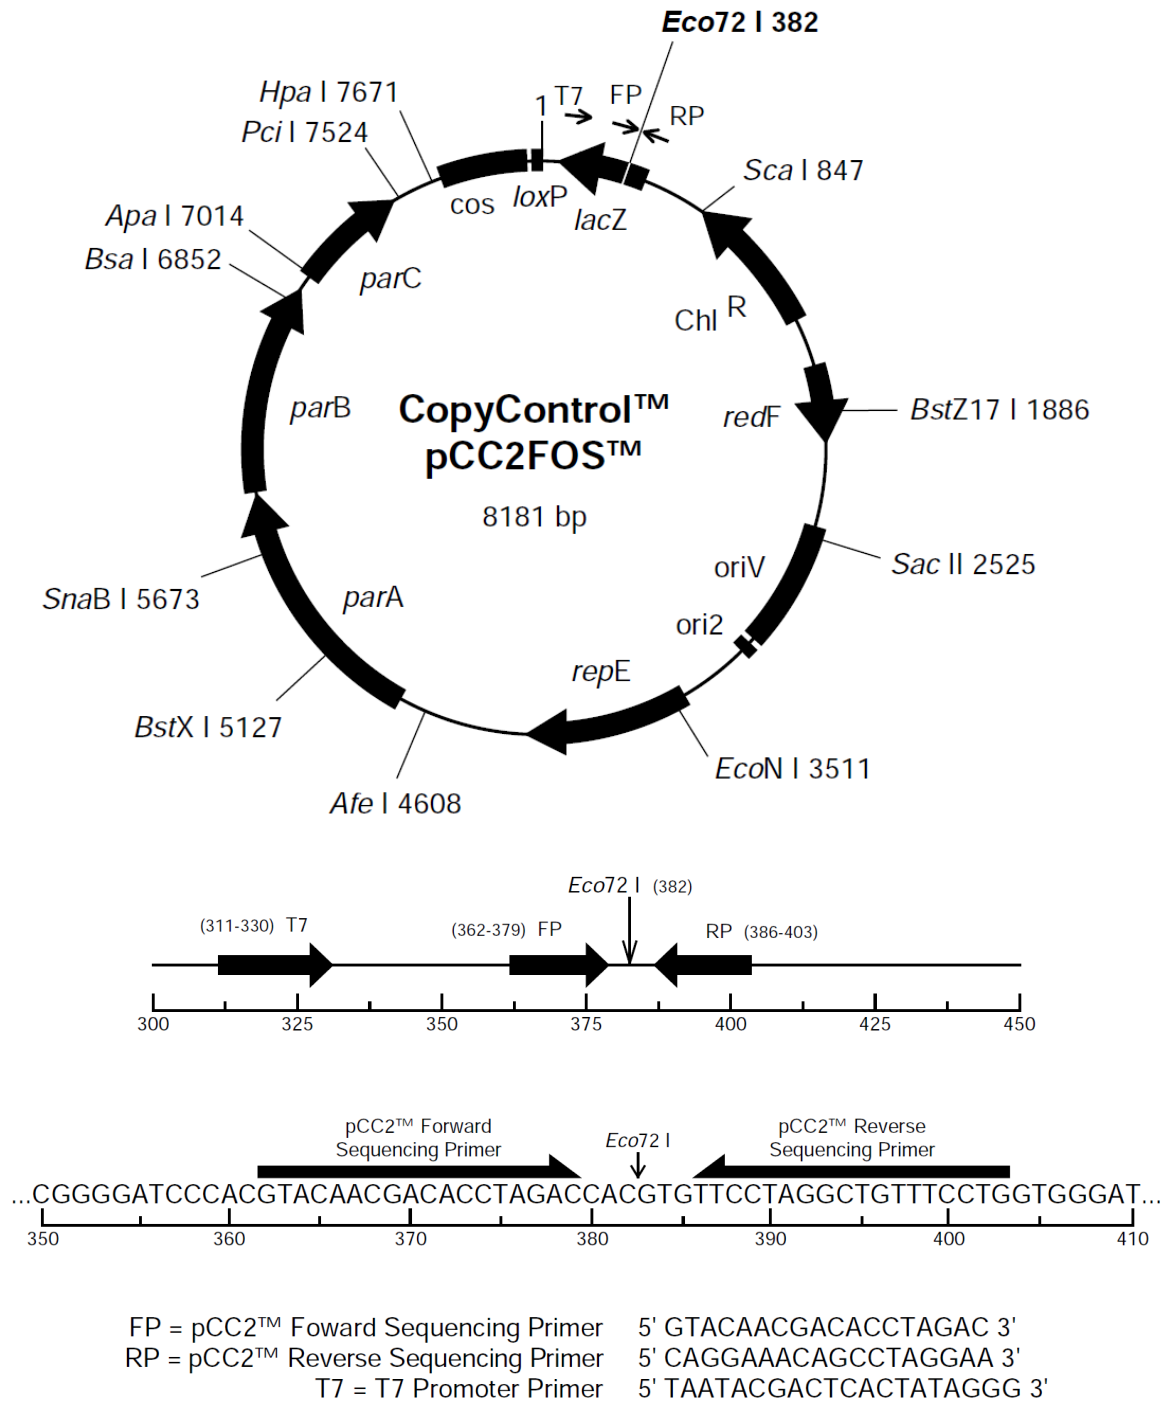 Eco72 I 382
Hpa I 7671
Pci I 7524
1
T7
FP
RP
Sca I 847
Apa I 7014
Bsa I 6852
cos
loxP
lacZ
parC
Chl R
parB
CopyControl™
pCC2FOS™
8181 bp
redF
BstZ17 I 1886
SnaB I 5673
parA
oriV
Sac II 2525
ori2
repE
BstX I 5127
EcoN I 3511
Afe I 4608
Eco72 I (382)
(311-330) T7
(362-379) FP
RP (386-403)
300 325 350 375 400 425 450
pCC2™ Forward
Sequencing Primer
Eco72 I
pCC2™ Reverse
Sequencing Primer
...CGGGGATCCCACGTACAACGACACCTAGACCACGTGTTCCTAGGCTGTTTCCTGGTGGGAT...
350 360 370 380 390 400 410
FP = pCC2™ Foward Sequencing Primer 5' GTACAACGACACCTAGAC 3'
RP = pCC2™ Reverse Sequencing Primer 5' CAGGAAACAGCCTAGGAA 3'
T7 = T7 Promoter Primer 5' TAATACGACTCACTATAGGG 3'